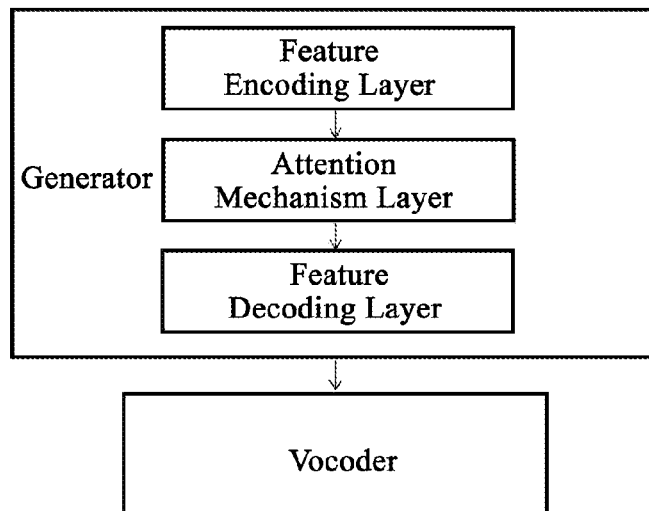 Feature
Encoding Layer
Generator
Attention
Mechanism Layer
Feature
Decoding Layer
Vocoder